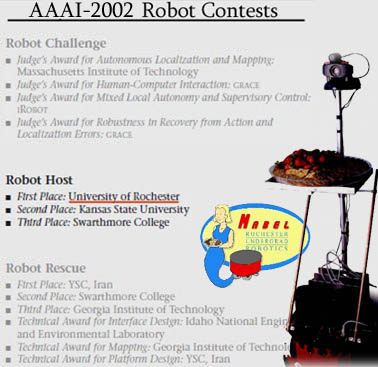 AAAI-2002 Robot Contests
Robot Challenge
■ Judge's Award for Autonomous Localization and Mapping:
Massachusetts Institute of Technology
■ Judge's Award for Human-Computer Interaction: GRACE
■ Judge's Award for Mixed Local Autonomy and Supervisory Control:
iROBOT
■ Judge's Award for Robustness in Recovery from Action and
Localization Errors: GRACE
Robot Host
■ First Place: University of Rochester
■ Second Place: Kansas State University
■ Third Place: Swarthmore College
MABEL
ROCHESTER
UNDERGRAD
ROBOTICS
Robot Rescue
■ First Place: YSC, Iran
■ Second Place: Swarthmore College
■ Third Place: Georgia Institute of Technology
■ Technical Award for Interface Design: Idaho National Engi
and Environmental Laboratory
■ Technical Award for Mapping: Georgia Institute of Technolo
■ Technical Award for Platform Design: YSC, Iran